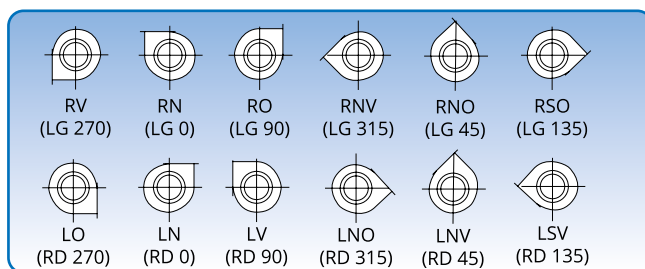 RV RN RO RNV RNO RSO
(LG 270) (LG 0) (LG 90) (LG 315) (LG 45) (LG 135)
LO LN LV LNO LNV LSV
(RD 270) (RD 0) (RD 90) (RD 315) (RD 45) (RD 135)